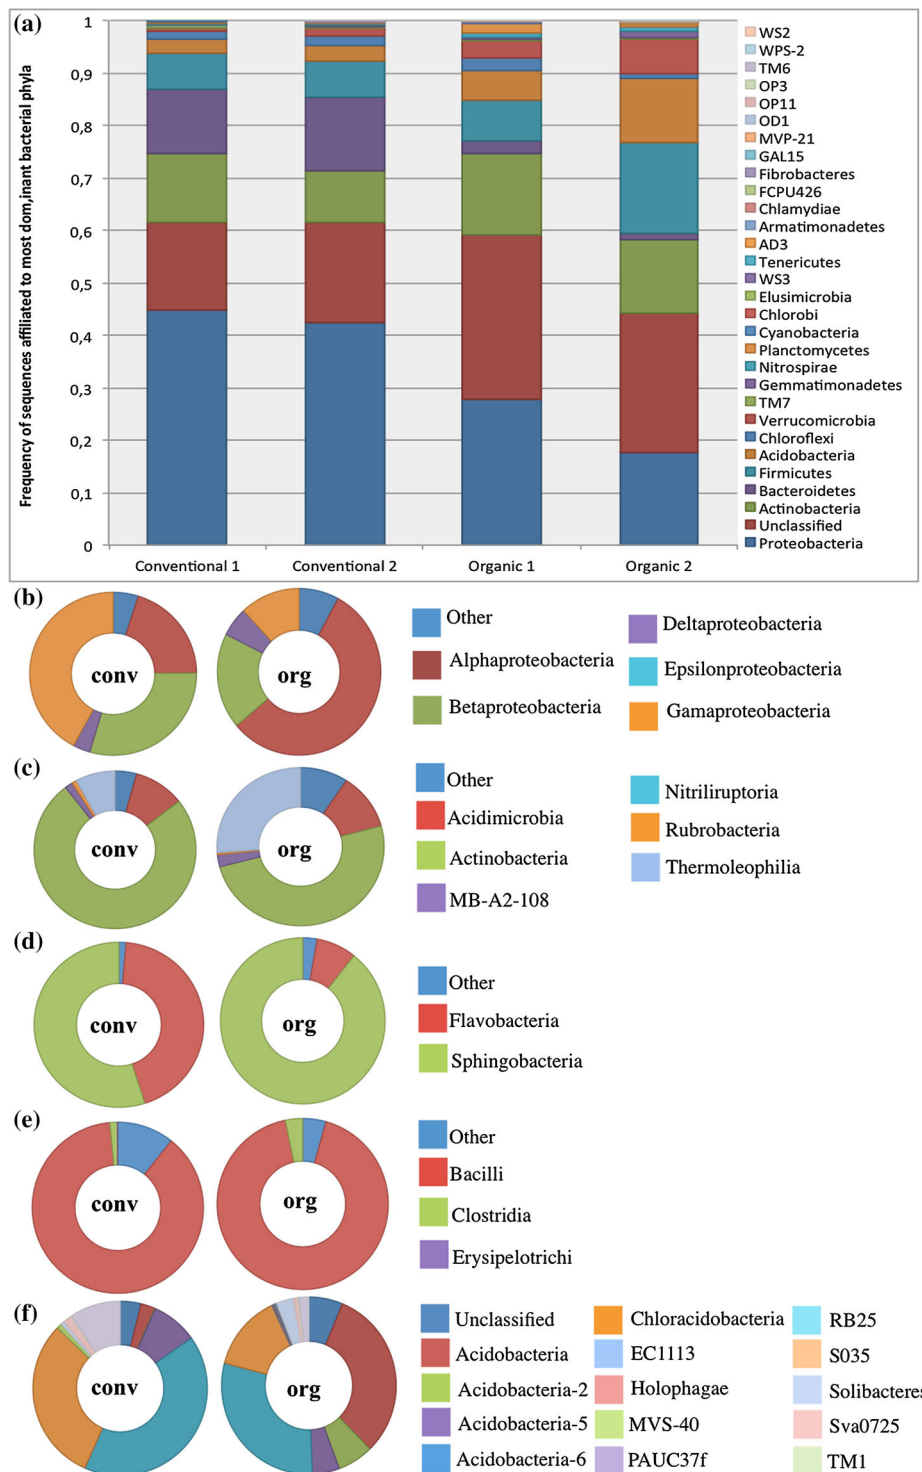 (a)
Frequency of sequences affiliated to most dom,inant bacterial phyla
1
0,9
0,8
0,7
0,6
0,5
0,4
0,3
0,2
0,1
0
Conventional 1
Conventional 2
Organic 1
Organic 2
WS2
WPS-2
TM6
OP3
OP11
OD1
MVP-21
GAL15
Fibrobacteres
FCPU426
Chlamydiae
Armatimonadetes
AD3
Tenericutes
WS3
Elusimicrobia
Chlorobi
Cyanobacteria
Planctomycetes
Nitrospirae
Gemmatimonadetes
TM7
Verrucomicrobia
Chloroflexi
Acidobacteria
Firmicutes
Bacteroidetes
Actinobacteria
Unclassified
Proteobacteria
(b)
conv
org
Other
Alphaproteobacteria
Betaproteobacteria
Deltaproteobacteria
Epsilonproteobacteria
Gamaproteobacteria
(c)
conv
org
Other
Acidimicrobia
Actinobacteria
MB-A2-108
Nitriliruptoria
Rubrobacteria
Thermoleophilia
(d)
conv
org
Other
Flavobacteria
Sphingobacteria
(e)
conv
org
Other
Bacilli
Clostridia
Erysipelotrichi
(f)
conv
org
Unclassified
Acidobacteria
Acidobacteria-2
Acidobacteria-5
Acidobacteria-6
Chloracidobacteria
EC1113
Holophagae
MVS-40
PAUC37f
RB25
S035
Solibacteres
Sva0725
TM1